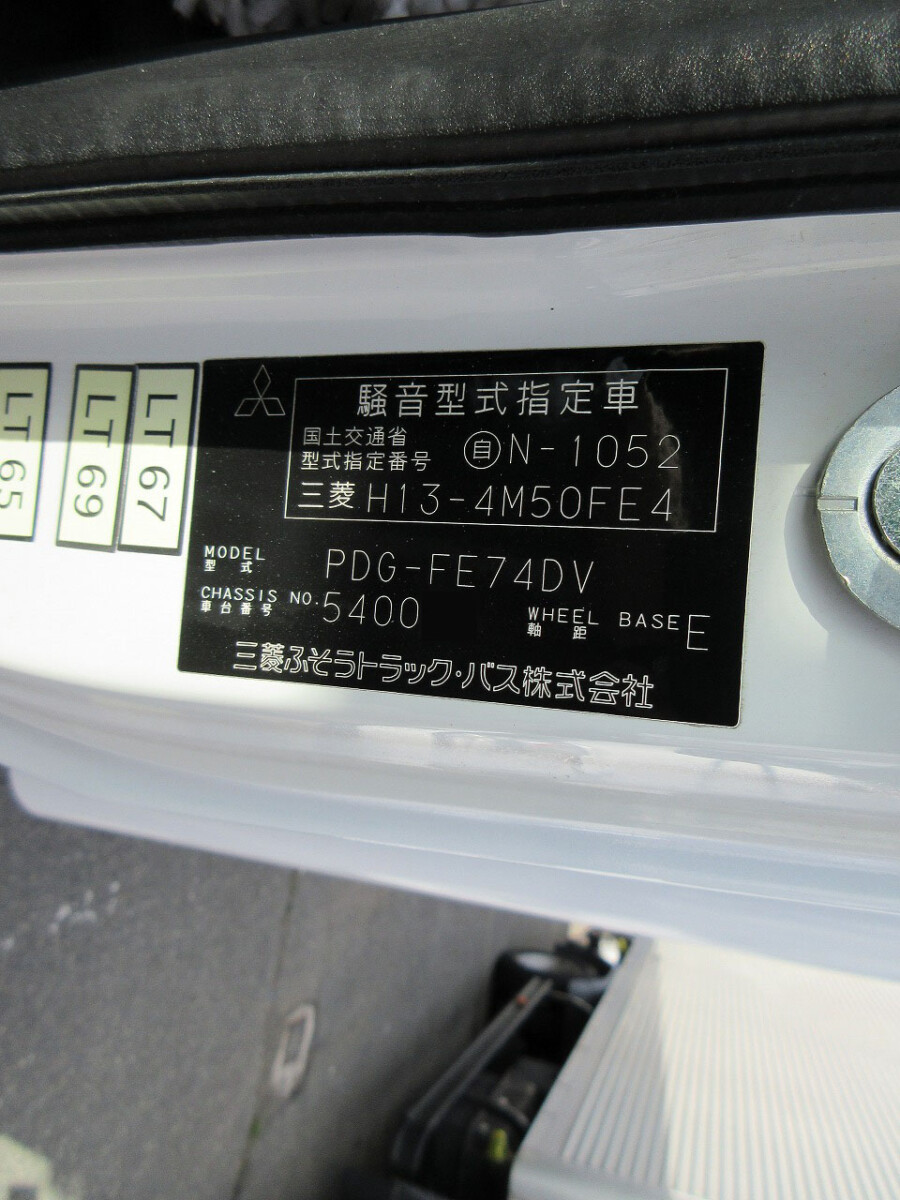 騒音型式指定車
国土交通省
型式指定番号 自N-1052
三菱 H13-4M50FE4
MODEL
型式 PDG-FE74DV
CHASSIS NO.
車台番号 5400
WHEEL BASE
軸距 E
三菱ふそうトラック・バス株式会社
LT 65
LT 69
LT 67